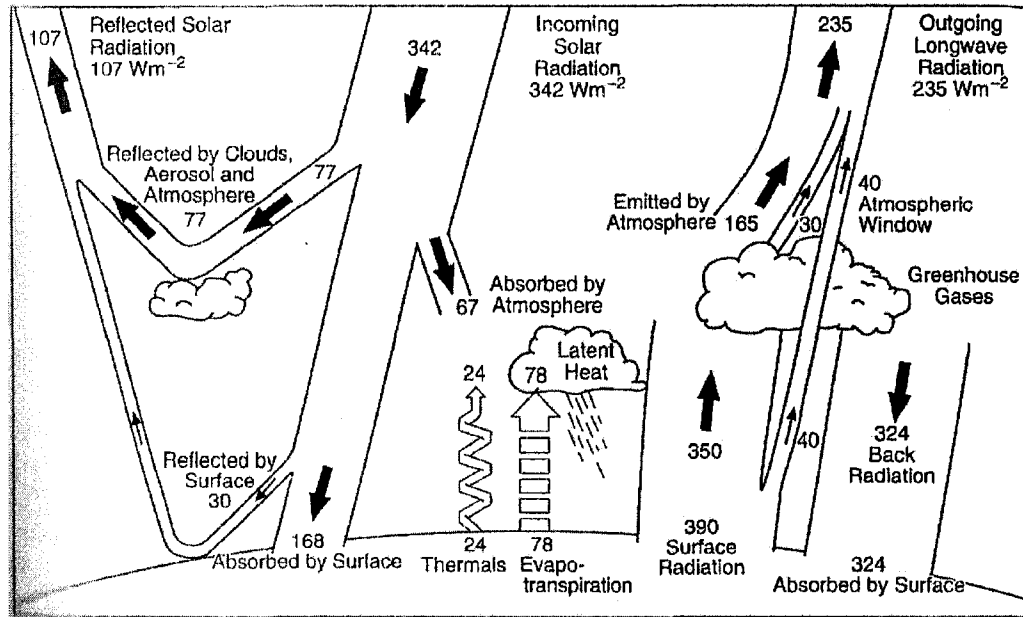 107
Reflected Solar
Radiation
107 Wm⁻²
342
Incoming
Solar
Radiation
342 Wm⁻²
235
Outgoing
Longwave
Radiation
235 Wm⁻²
Reflected by Clouds,
Aerosol and
Atmosphere
77
77
Emitted by
Atmosphere
165
30
40
Atmospheric
Window
Greenhouse
Gases
67
Absorbed by
Atmosphere
24
78
Latent
Heat
350
40
324
Back
Radiation
Reflected by
Surface
30
168
Absorbed by Surface
24
Thermals
78
Evapo-
transpiration
390
Surface
Radiation
324
Absorbed by Surface